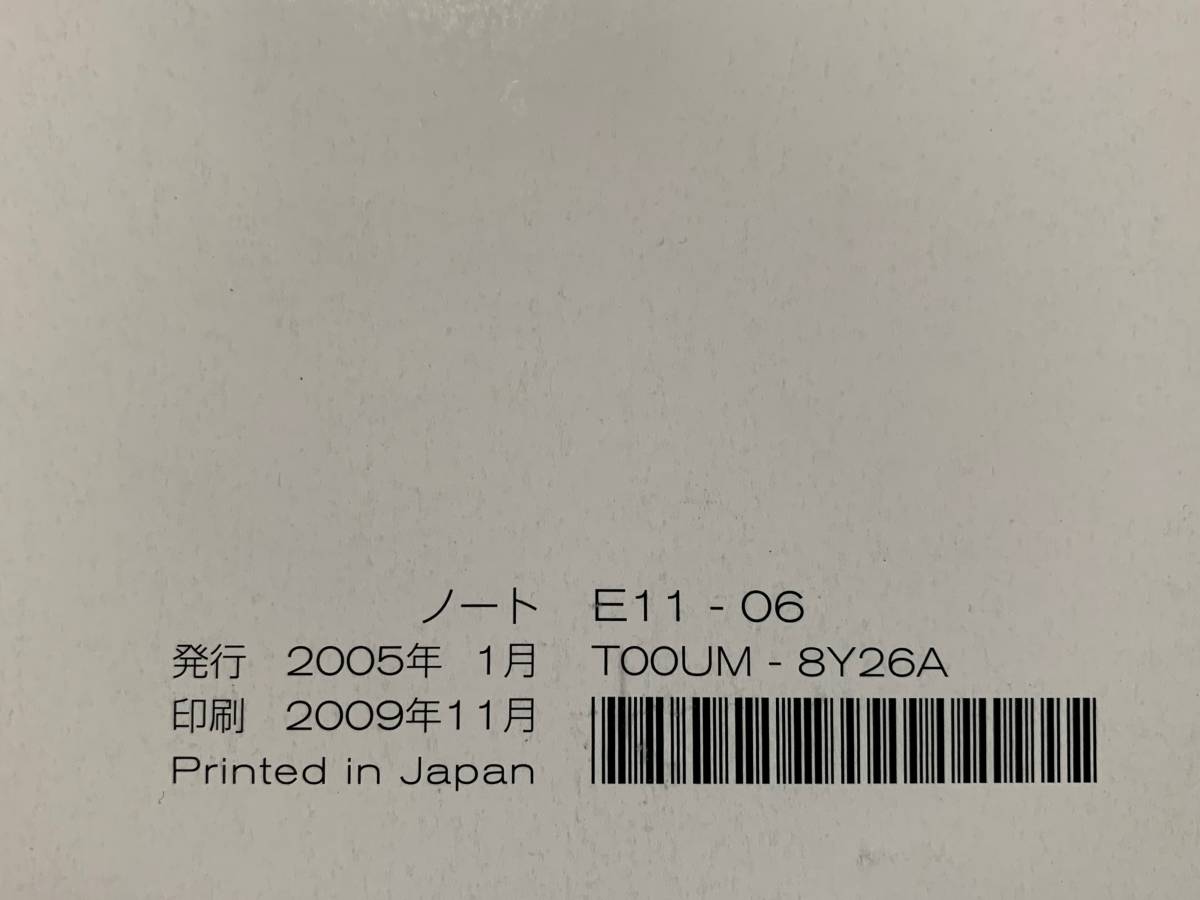 ノート E11 - 06
発行 2005年 1月 T00UM - 8Y26A
印刷 2009年11月
Printed in Japan